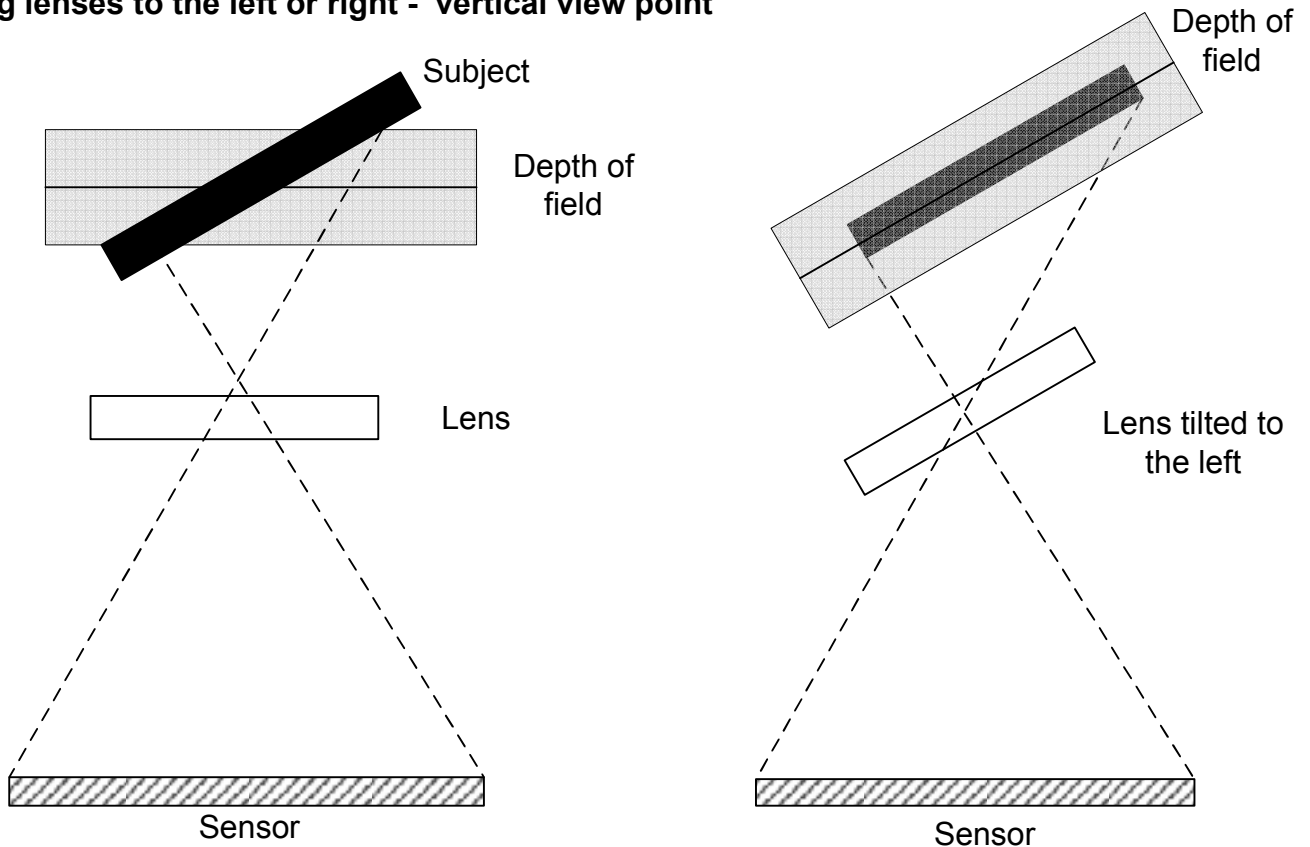 g lenses to the left or right - vertical view point
Subject
Depth of
field
Lens
Sensor
Depth of
field
Lens tilted to
the left
Sensor